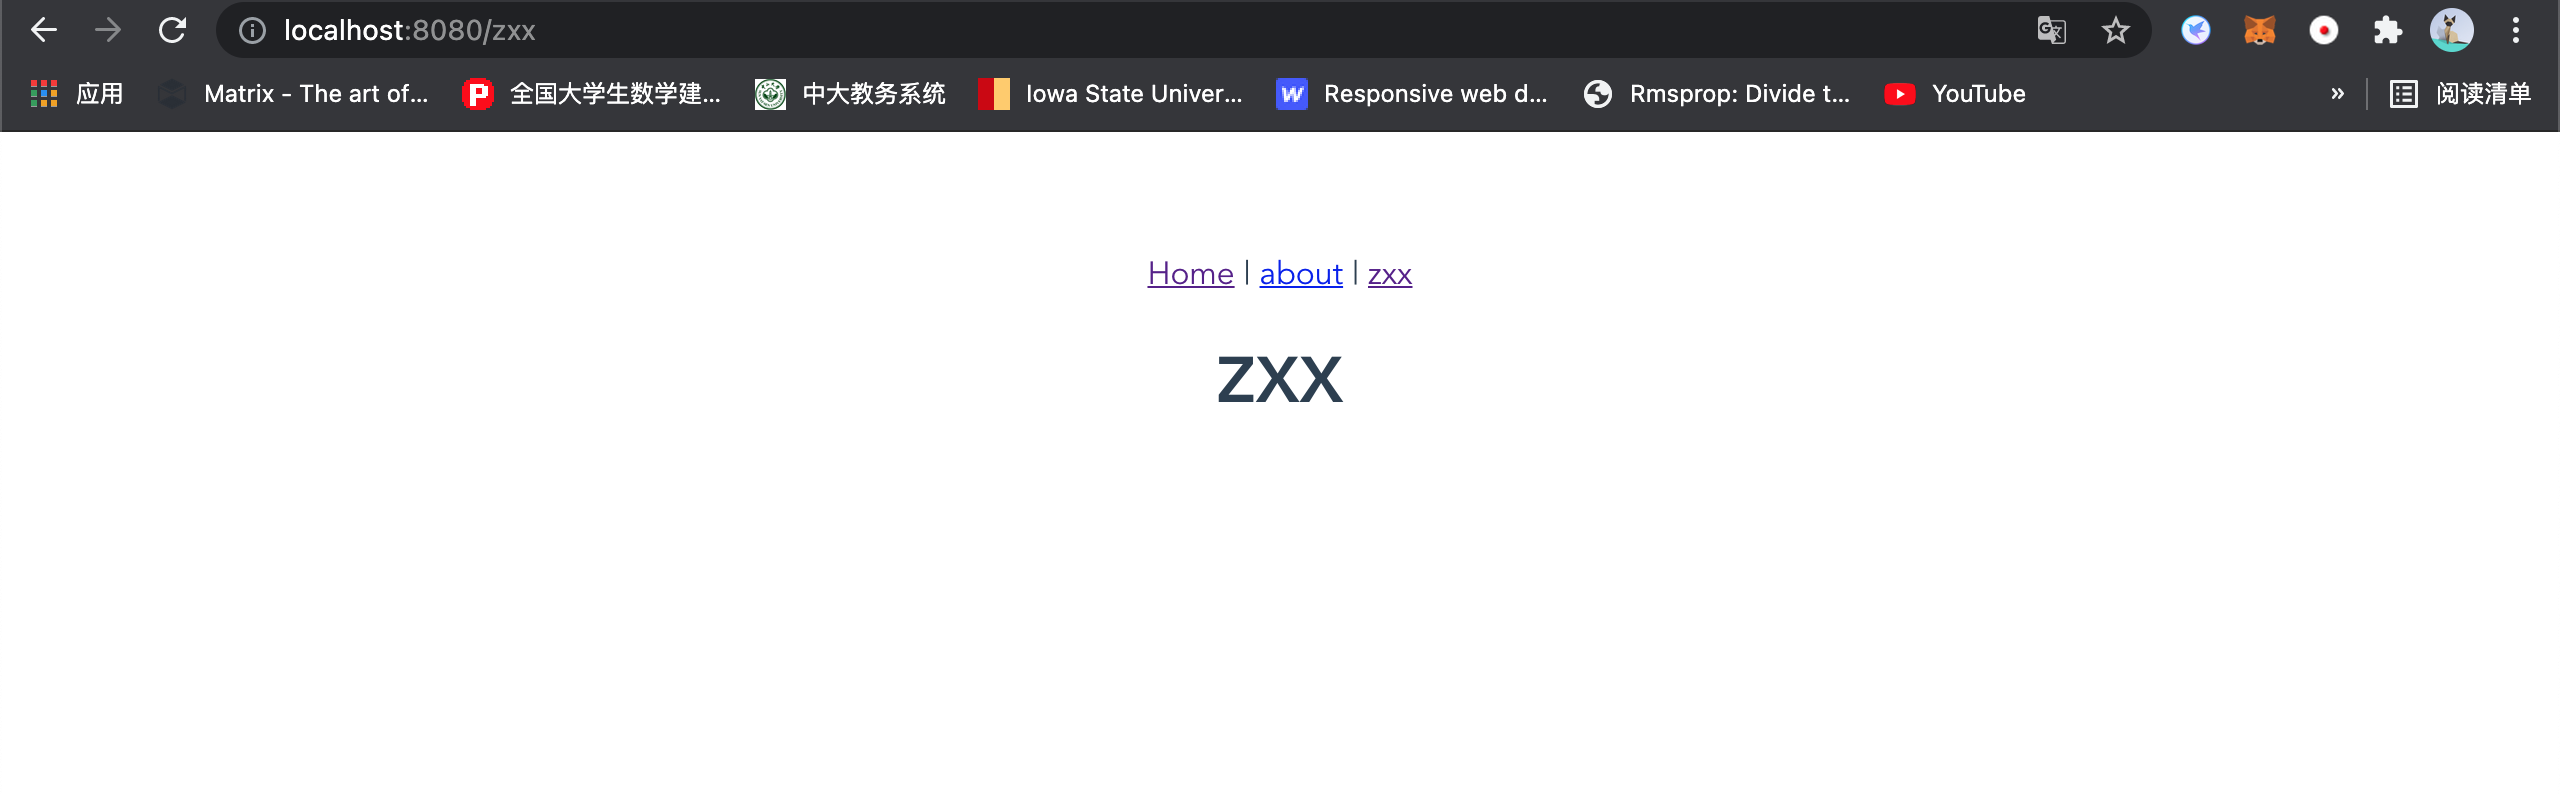 localhost:8080/zxx
应用 Matrix - The art of... 全国大学生数学建... 中大教务系统 Iowa State Univer... Responsive web d... Rmsprop: Divide t... YouTube » 阅读清单
Home | about | zxx
zxx